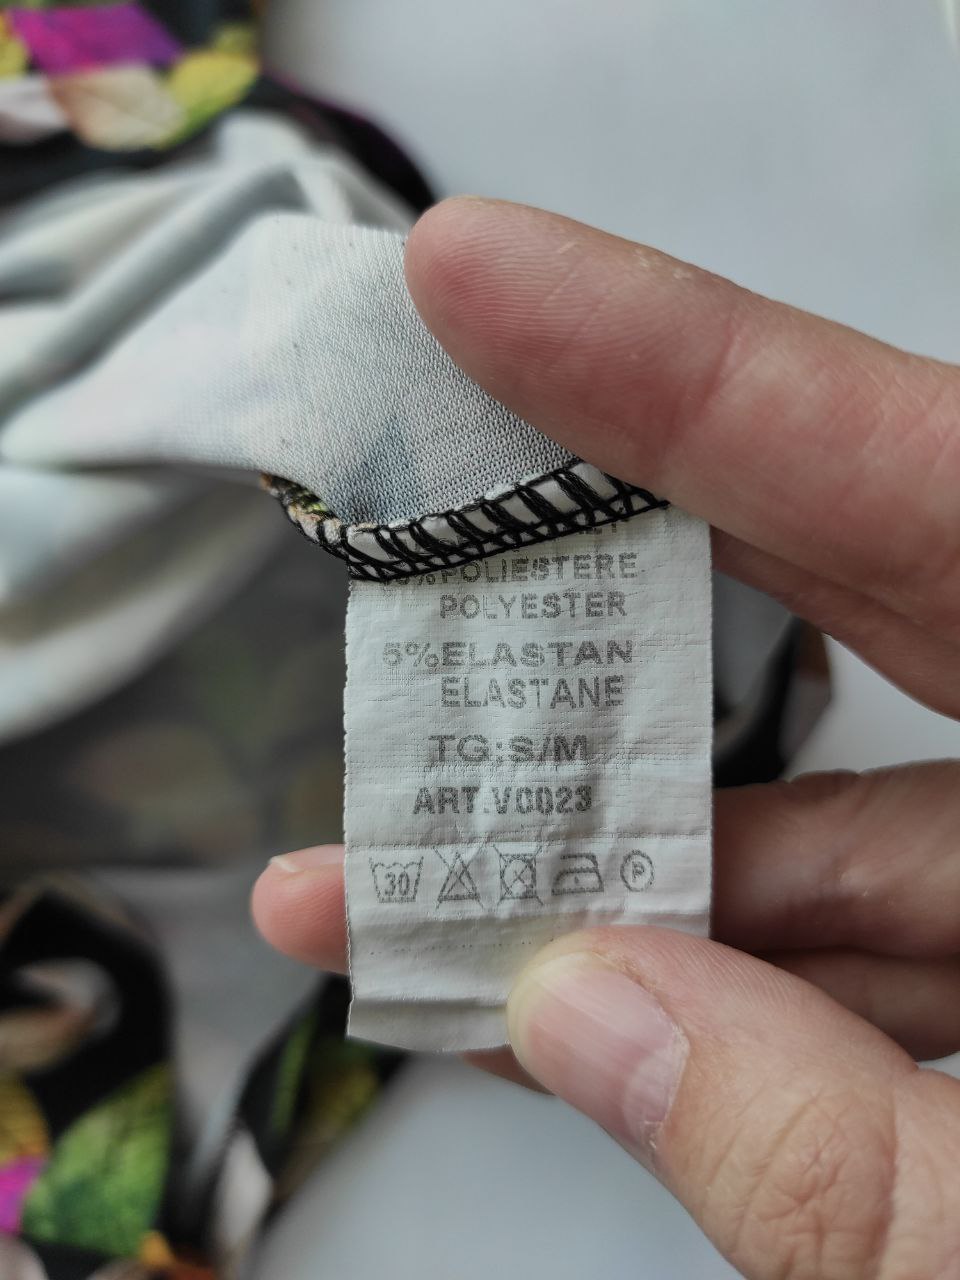 POLIESTERE
POLYESTER
5%ELASTAN
ELASTANE
TG:S/M
ART.V0023
30
P